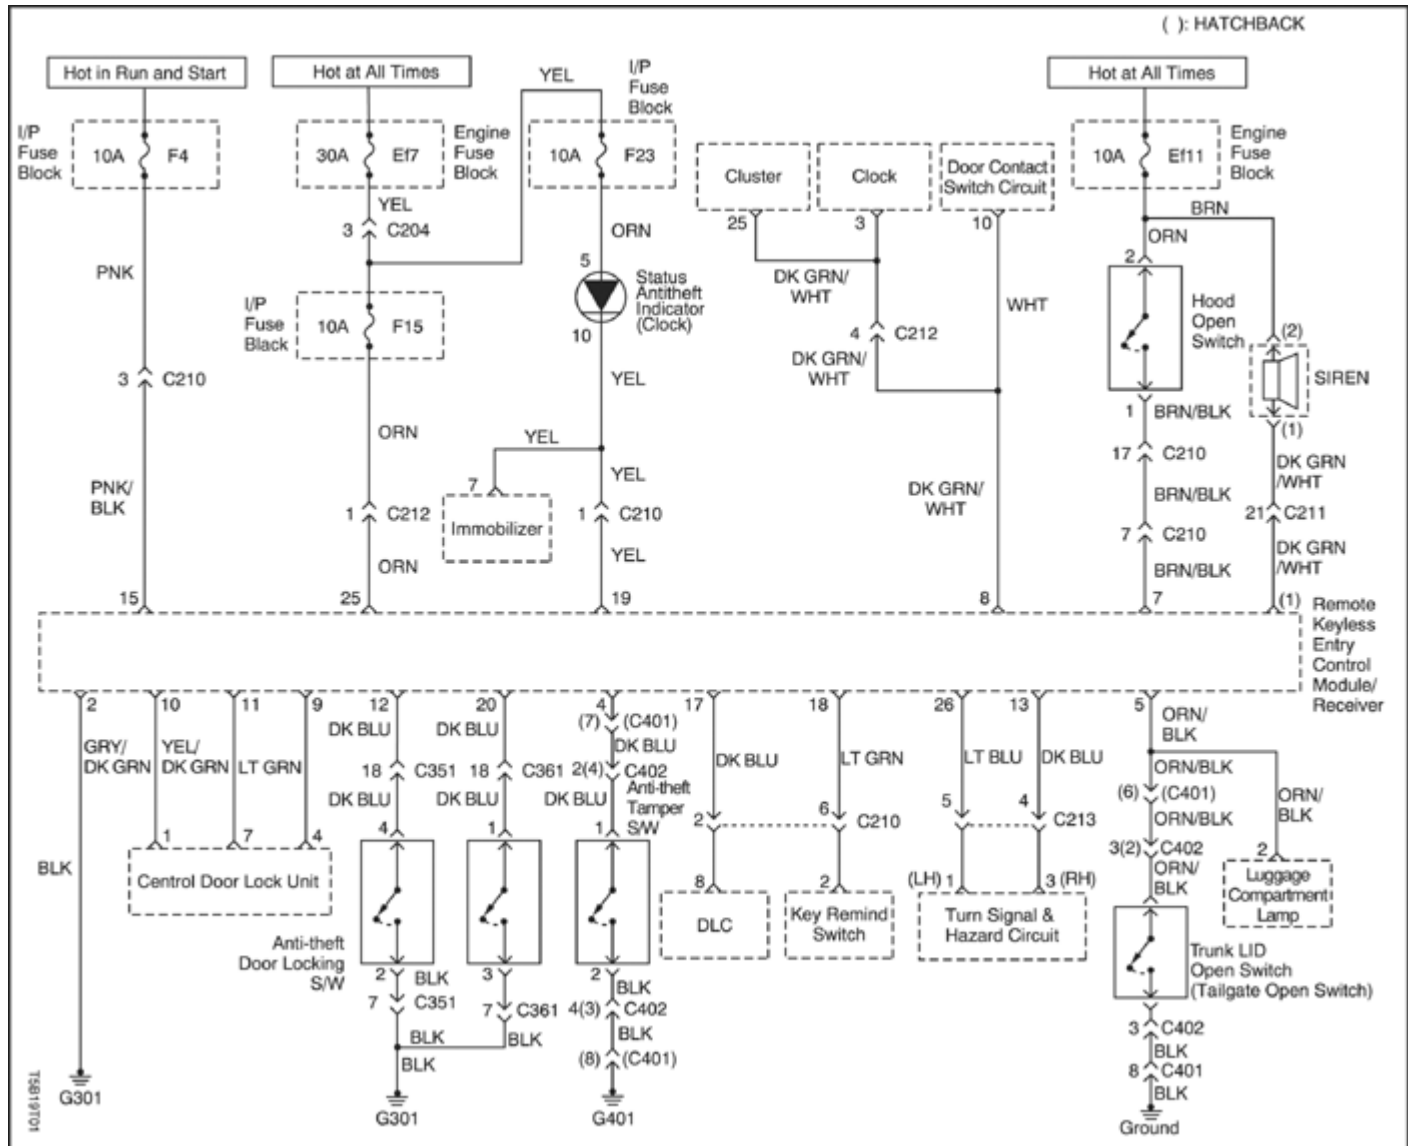 ( ): HATCHBACK
Hot in Run and Start
Hot at All Times
YEL
I/P
Fuse
Block
Hot at All Times
I/P
Fuse
Block
10A
F4
30A
Ef7
Engine
Fuse
Block
10A
F23
Cluster
Clock
Door Contact
Switch Circuit
10A
Ef11
Engine
Fuse
Block
YEL
3
C204
25
3
10
BRN
ORN
ORN
PNK
5
Status
Antitheft
Indicator
(Clock)
10
DK GRN/
WHT
WHT
2
Hood
Open
Switch
I/P
Fuse
Black
10A
F15
4
C212
DK GRN/
WHT
(2)
SIREN
3
C210
YEL
1
BRN/BLK
(1)
ORN
YEL
17
C210
DK GRN
/WHT
PNK/
BLK
7
YEL
DK GRN/
WHT
BRN/BLK
1
C212
Immobilizer
1
C210
21
C211
7
C210
ORN
YEL
DK GRN
/WHT
BRN/BLK
15
25
19
8
7
(1)
Remote
Keyless
Entry
Control
Module/
Receiver
2
10
11
9
12
20
4
17
18
26
13
5
GRY/
DK GRN
YEL/
DK GRN
LT GRN
DK BLU
DK BLU
(7)
(C401)
DK BLU
DK BLU
LT GRN
LT BLU
DK BLU
ORN/
BLK
18
C351
18
C361
2(4)
C402
ORN/BLK
(6)
(C401)
ORN/
BLK
DK BLU
DK BLU
DK BLU
Anti-theft
Tamper
S/W
ORN/BLK
4
1
1
2
6
C210
5
4
C213
3(2)
C402
1
7
4
ORN/
BLK
2
BLK
Central Door Lock Unit
8
2
(LH)
1
3
(RH)
Luggage
Compartment
Lamp
DLC
Key Remind
Switch
Turn Signal &
Hazard Circuit
Anti-theft
Door Locking
S/W
Trunk LID
Open Switch
(Tailgate Open Switch)
2
BLK
3
2
BLK
7
C351
7
C361
4(3)
C402
3
C402
BLK
BLK
BLK
BLK
BLK
(8)
(C401)
8
C401
BLK
T5B19T01
G301
G301
G401
Ground